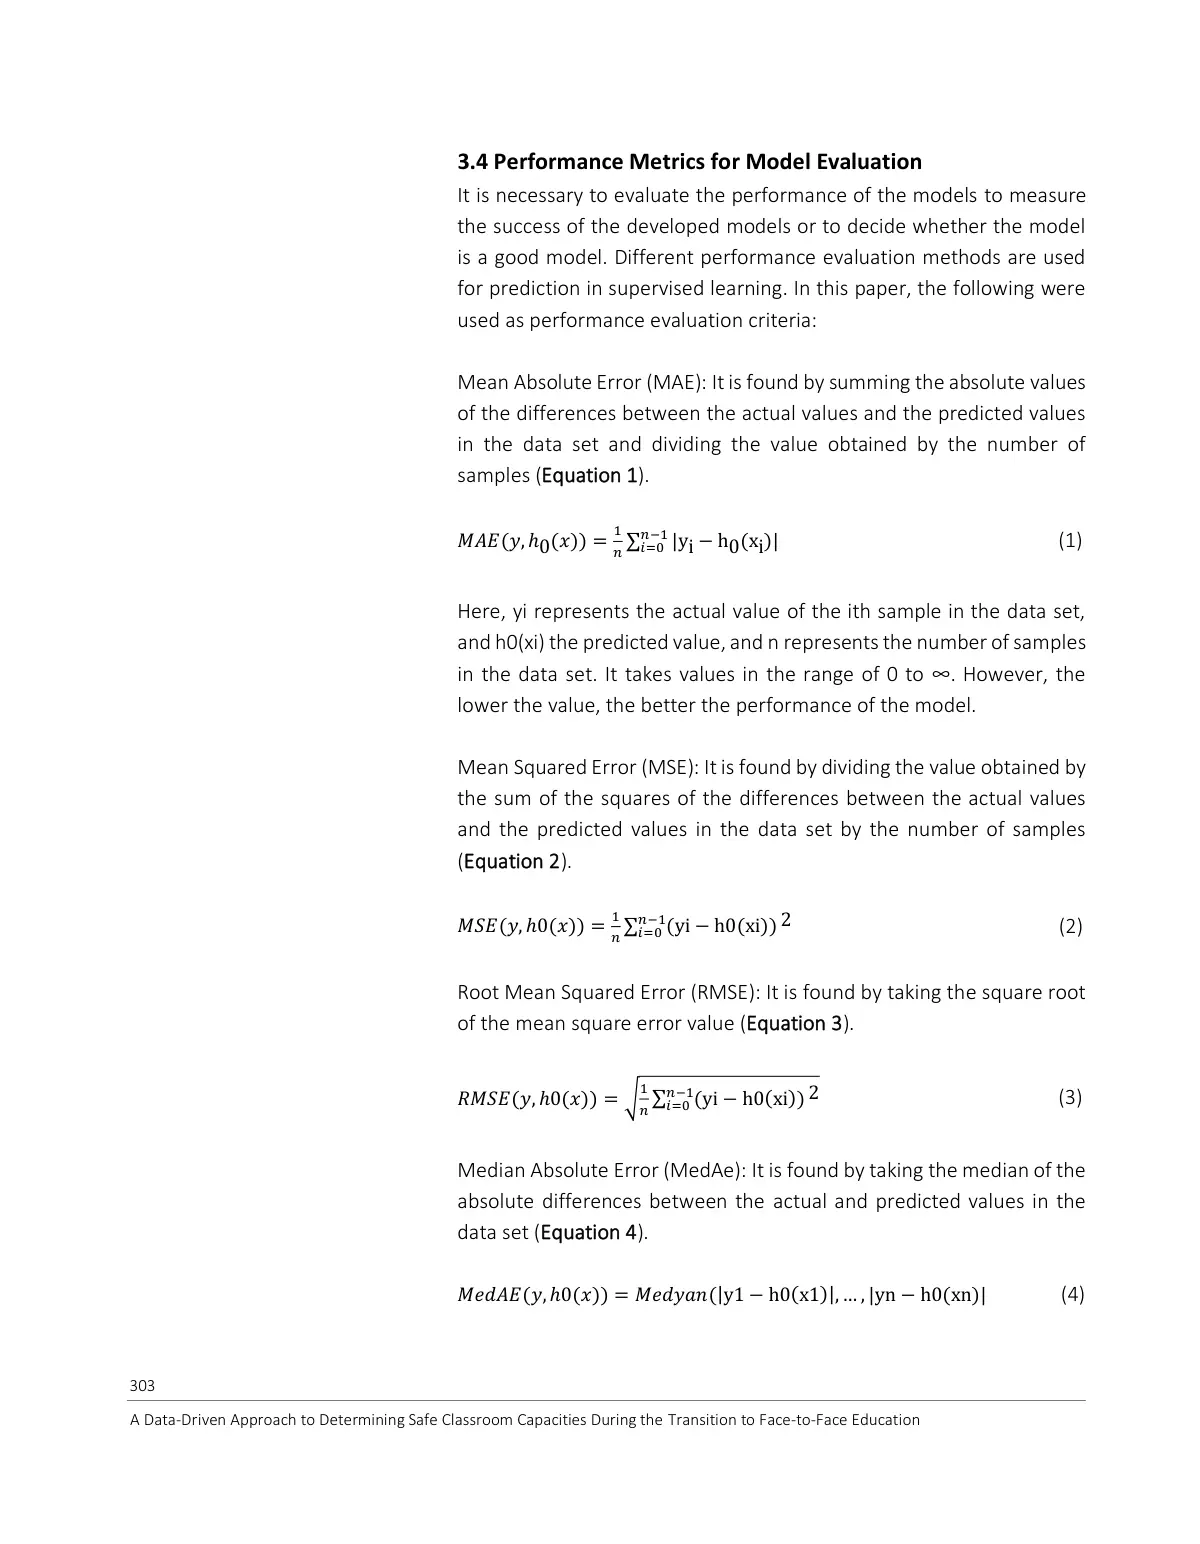 3.4 Performance Metrics for Model Evaluation
It is necessary to evaluate the performance of the models to measure
the success of the developed models or to decide whether the model
is a good model. Different performance evaluation methods are used
for prediction in supervised learning. In this paper, the following were
used as performance evaluation criteria:
Mean Absolute Error (MAE): It is found by summing the absolute values
of the differences between the actual values and the predicted values
in the data set and dividing the value obtained by the number of
samples (Equation 1).
𝑀𝐴𝐸(𝑦, ℎ₀(𝑥)) = 1/𝑛 ∑ᵢ₌₀ⁿ⁻¹ |yᵢ − h₀(xᵢ)| (1)
Here, yi represents the actual value of the ith sample in the data set,
and h0(xi) the predicted value, and n represents the number of samples
in the data set. It takes values in the range of 0 to ∞. However, the
lower the value, the better the performance of the model.
Mean Squared Error (MSE): It is found by dividing the value obtained by
the sum of the squares of the differences between the actual values
and the predicted values in the data set by the number of samples
(Equation 2).
𝑀𝑆𝐸(𝑦, ℎ0(𝑥)) = 1/𝑛 ∑ᵢ₌₀ⁿ⁻¹(yi − h0(xi)) ² (2)
Root Mean Squared Error (RMSE): It is found by taking the square root
of the mean square error value (Equation 3).
𝑅𝑀𝑆𝐸(𝑦, ℎ0(𝑥)) = √(1/𝑛 ∑ᵢ₌₀ⁿ⁻¹(yi − h0(xi)) ²) (3)
Median Absolute Error (MedAe): It is found by taking the median of the
absolute differences between the actual and predicted values in the
data set (Equation 4).
𝑀𝑒𝑑𝐴𝐸(𝑦, ℎ0(𝑥)) = 𝑀𝑒𝑑𝑦𝑎𝑛(|y1 − h0(x1)|, … , |yn − h0(xn)| (4)
303
A Data-Driven Approach to Determining Safe Classroom Capacities During the Transition to Face-to-Face Education